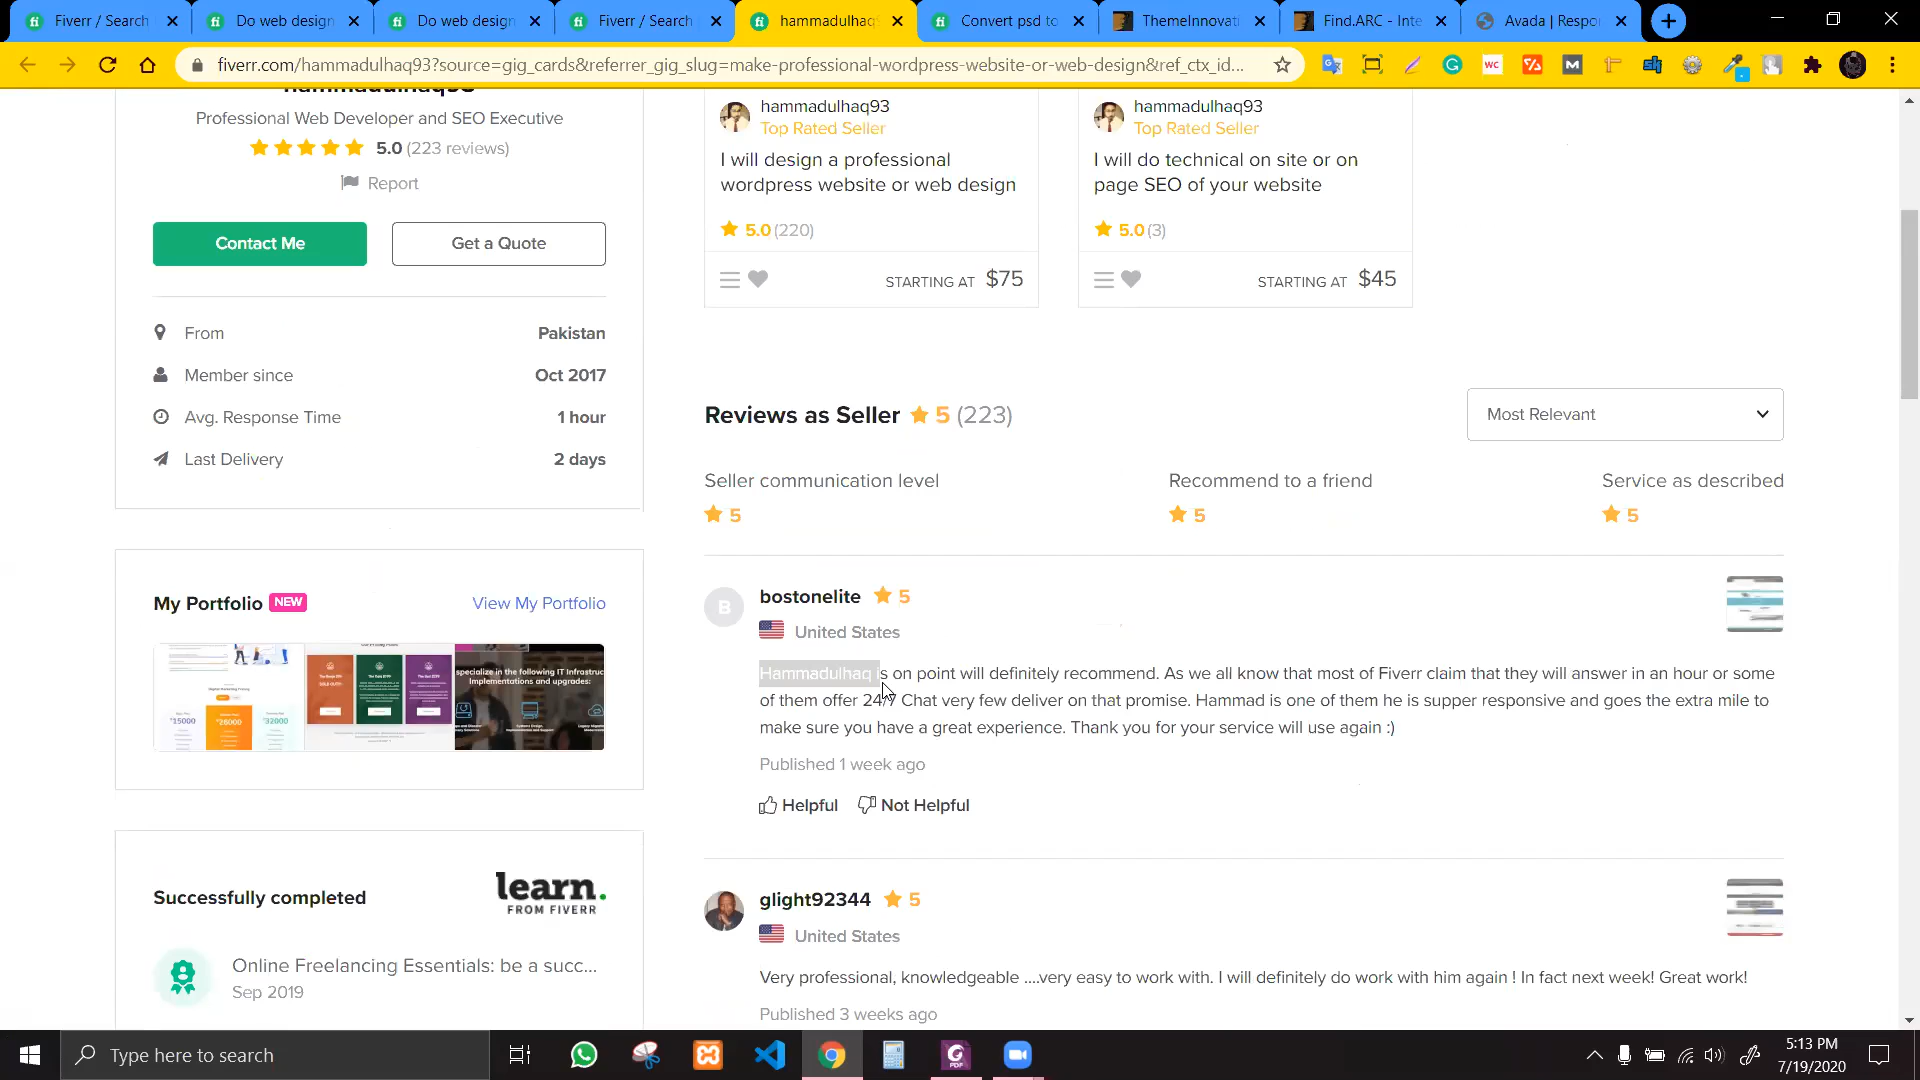 Fiverr / Search
Do web design
Do web design
Fiverr / Search
hammadulhaq9
Convert psd to
ThemeInnovati
Find.ARC - Inte
Avada | Respo
fiverr.com/hammadulhaq93?source=gig_cards&referrer_gig_slug=make-professional-wordpress-website-or-web-design&ref_ctx_id...
hammadulhaq93
Professional Web Developer and SEO Executive
5.0 (223 reviews)
Report
Contact Me
Get a Quote
From Pakistan
Member since Oct 2017
Avg. Response Time 1 hour
Last Delivery 2 days
My Portfolio NEW View My Portfolio
Successfully completed
learn.
FROM FIVERR
Online Freelancing Essentials: be a succ...
Sep 2019
hammadulhaq93
Top Rated Seller
I will design a professional
wordpress website or web design
5.0 (220)
STARTING AT $75
hammadulhaq93
Top Rated Seller
I will do technical on site or on
page SEO of your website
5.0 (3)
STARTING AT $45
Reviews as Seller 5 (223)
Most Relevant
Seller communication level
5
Recommend to a friend
5
Service as described
5
B
bostonelite 5
United States
Hammadulhaq is on point will definitely recommend. As we all know that most of Fiverr claim that they will answer in an hour or some
of them offer 24/7 Chat very few deliver on that promise. Hammad is one of them he is supper responsive and goes the extra mile to
make sure you have a great experience. Thank you for your service will use again :)
Published 1 week ago
Helpful Not Helpful
glight92344 5
United States
Very professional, knowledgeable ....very easy to work with. I will definitely do work with him again ! In fact next week! Great work!
Published 3 weeks ago
Type here to search
5:13 PM
7/19/2020